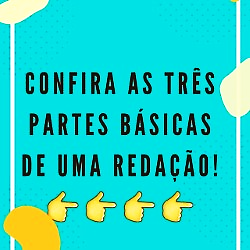 CONFIRA AS TRÊS
PARTES BÁSICAS
DE UMA REDAÇÃO!
👉👉👉👉